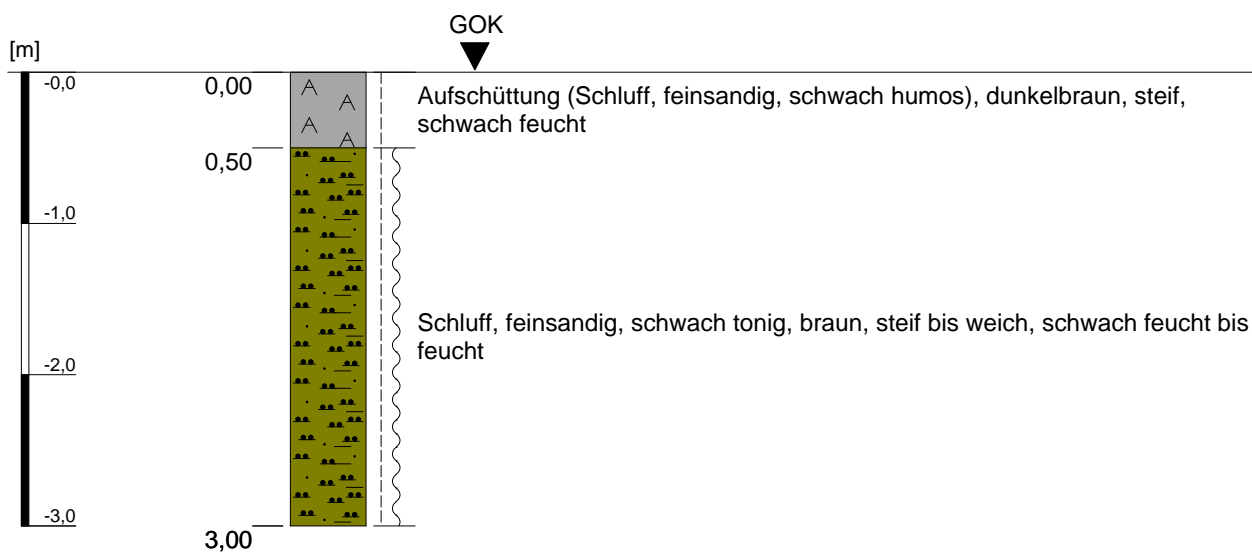 GOK
[m]
-0,0
0,00
Aufschüttung (Schluff, feinsandig, schwach humos), dunkelbraun, steif,
schwach feucht
0,50
-1,0
Schluff, feinsandig, schwach tonig, braun, steif bis weich, schwach feucht bis
feucht
-2,0
-3,0
3,00